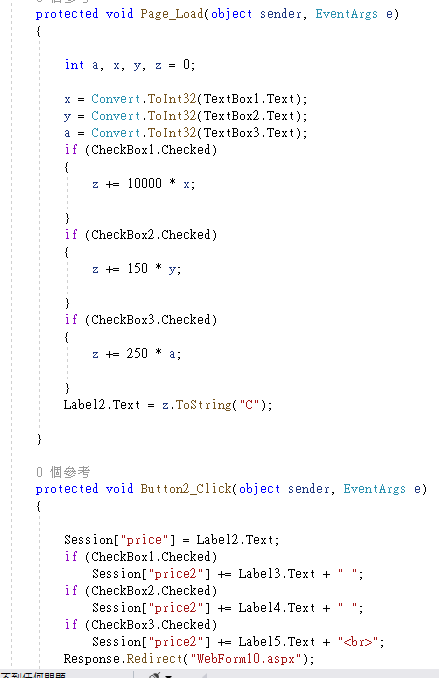 protected void Page_Load(object sender, EventArgs e)
{
int a, x, y, z = 0;
x = Convert.ToInt32(TextBox1.Text);
y = Convert.ToInt32(TextBox2.Text);
a = Convert.ToInt32(TextBox3.Text);
if (CheckBox1.Checked)
{
z += 10000 * x;
}
if (CheckBox2.Checked)
{
z += 150 * y;
}
if (CheckBox3.Checked)
{
z += 250 * a;
}
Label2.Text = z.ToString("C");
}
0 個參考
protected void Button2_Click(object sender, EventArgs e)
{
Session["price"] = Label2.Text;
if (CheckBox1.Checked)
Session["price2"] += Label3.Text + " ";
if (CheckBox2.Checked)
Session["price2"] += Label4.Text + " ";
if (CheckBox3.Checked)
Session["price2"] += Label5.Text + "<br>";
Response.Redirect("WebForm10.aspx");